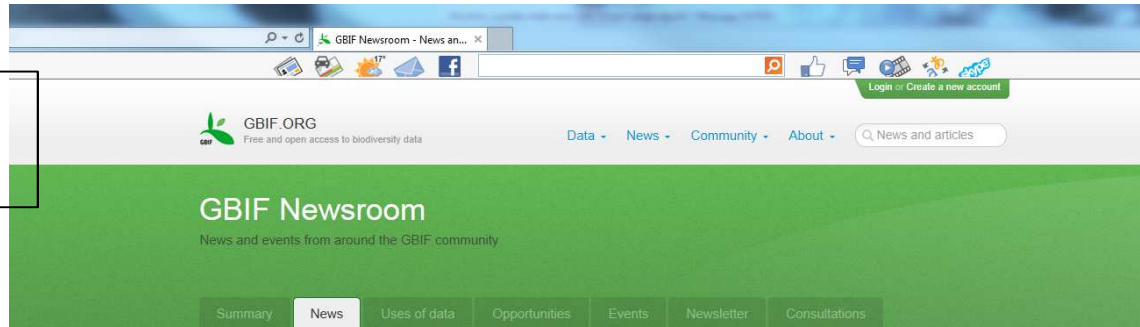 GBIF Newsroom - News an...
17°
Login or Create a new account
GBIF.ORG
Free and open access to biodiversity data
GBIF
Data News Community About News and articles
GBIF Newsroom
News and events from around the GBIF community
Summary News Uses of data Opportunities Events Newsletter Consultations